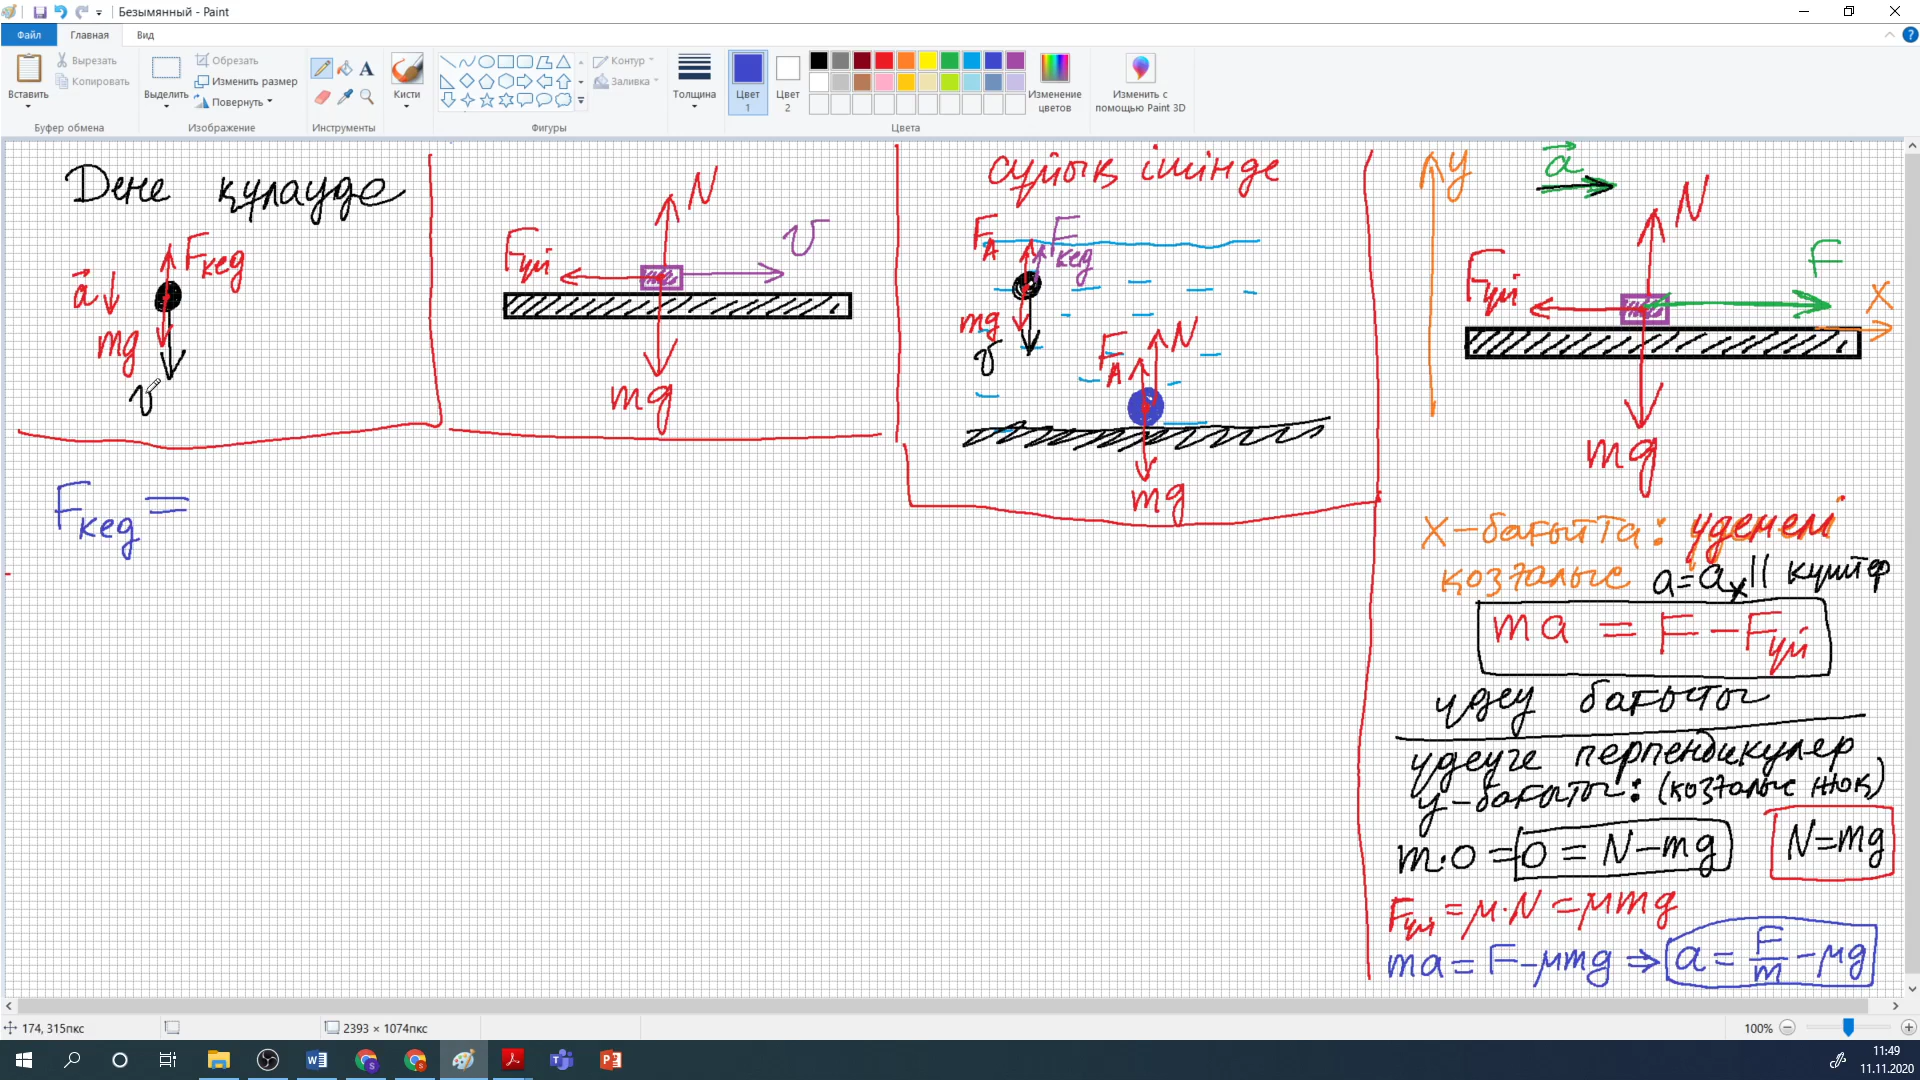 Безымянный - Paint
Файл Главная Вид
Вставить
Вырезать
Копировать
Буфер обмена
Выделить
Обрезать
Изменить размер
Повернуть
Изображение
A
Инструменты
Кисти
Контур
Заливка
Фигуры
Толщина
Цвет 1
Цвет 2
Цвета
Изменение цветов
Изменить с помощью Paint 3D
Дене құлауде
Fкед
a
mg
v
Fкед =
N
Fүй
v
mg
сұйық ішінде
FA
Fкед
mg
v
FA
N
mg
y
a
N
F
Fүй
x
mg
X-бағытта: үдемелі
қозғалыс a=ax || күштер
ma = F - Fүй
үдеу бағыты
үдеуге перпендикуляр
y-бағыты: (қозғалыс жоқ)
m·0 = 0 = N-mg
N=mg
Fүй = μ·N = μmg
ma = F-μmg ⇒ a = F/m - μg
174, 315пкс
2393 × 1074пкс
100%
11:49
11.11.2020